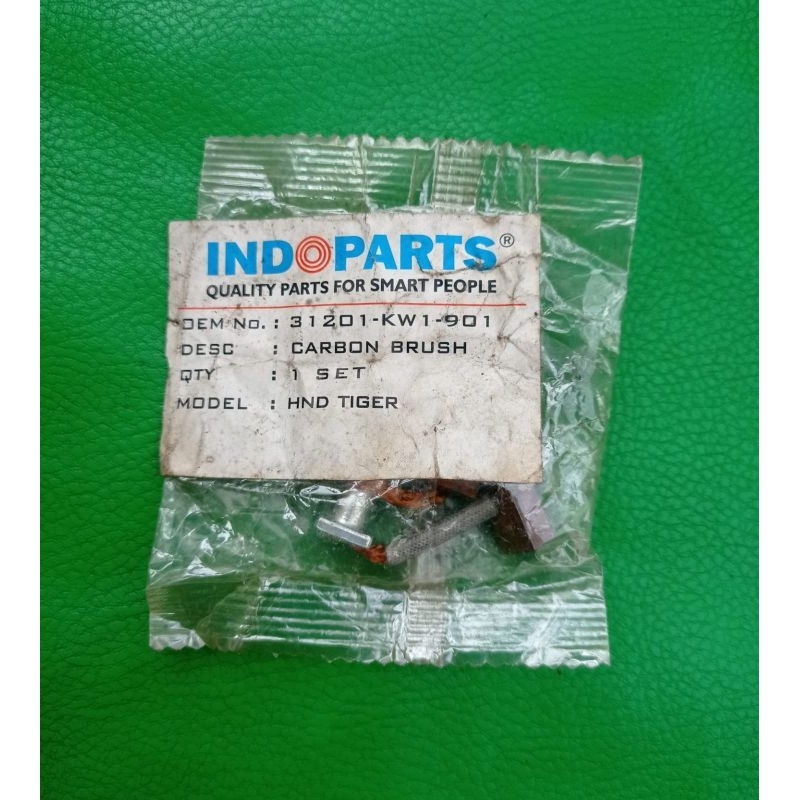 INDOPARTS®
QUALITY PARTS FOR SMART PEOPLE
OEM No. : 31201-KW1-901
DESC : CARBON BRUSH
QTY : 1 SET
MODEL : HND TIGER